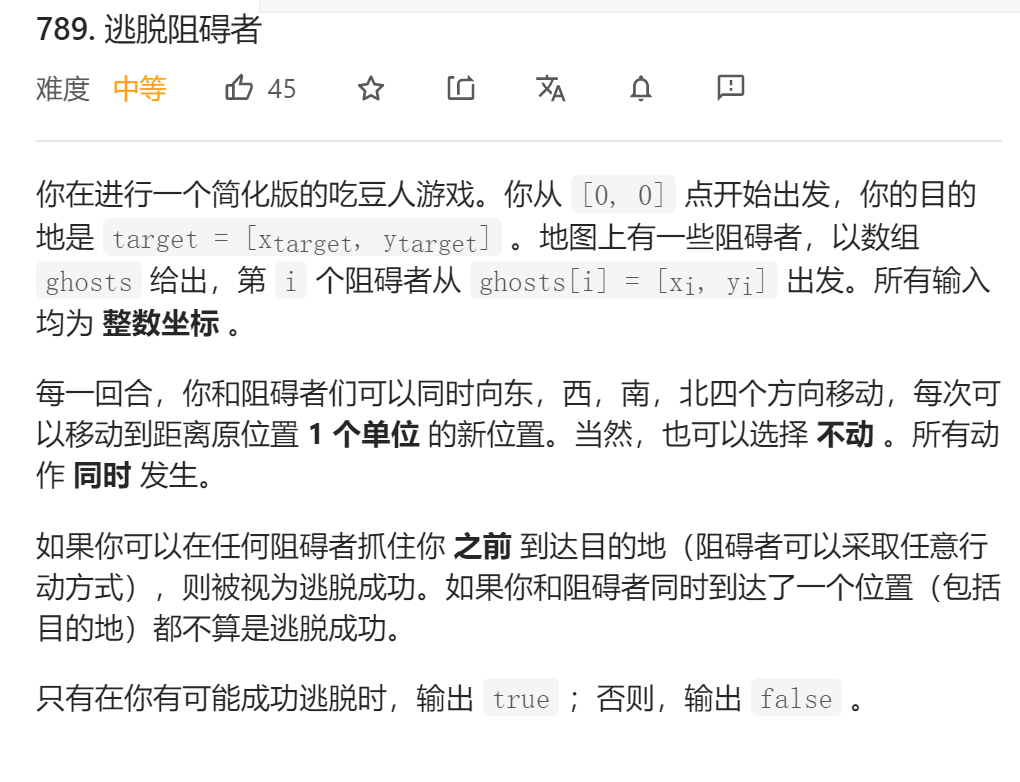 789. 逃脱阻碍者
难度 中等 45
你在进行一个简化版的吃豆人游戏。你从 [0, 0] 点开始出发，你的目的
地是 target = [xtarget, ytarget] 。地图上有一些阻碍者，以数组
ghosts 给出，第 i 个阻碍者从 ghosts[i] = [xi, yi] 出发。所有输入
均为 整数坐标 。
每一回合，你和阻碍者们可以同时向东，西，南，北四个方向移动，每次可
以移动到距离原位置 1 个单位 的新位置。当然，也可以选择 不动 。所有动
作 同时 发生。
如果你可以在任何阻碍者抓住你 之前 到达目的地（阻碍者可以采取任意行
动方式），则被视为逃脱成功。如果你和阻碍者同时到达了一个位置（包括
目的地）都不算是逃脱成功。
只有在你有可能成功逃脱时，输出 true ；否则，输出 false 。